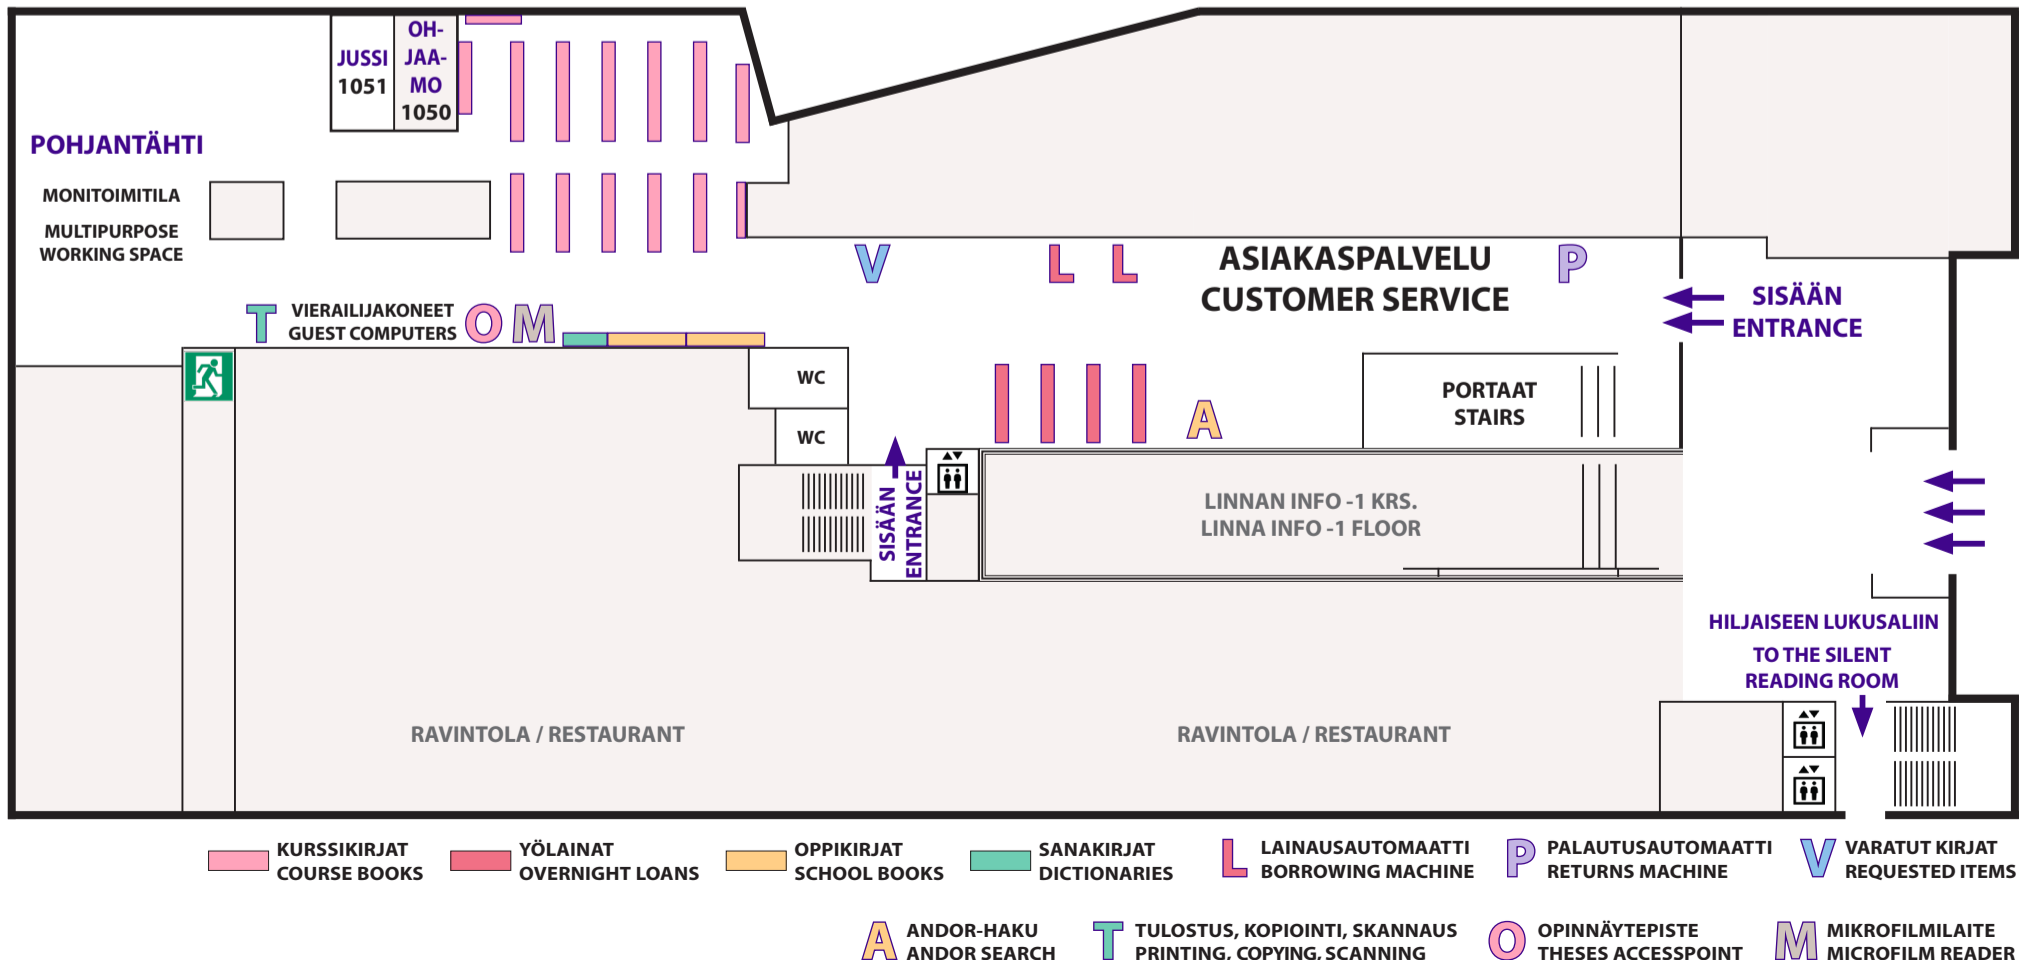 JUSSI
1051
OH-
JAA-
MO
1050
POHJANTÄHTI
MONITOIMITILA
MULTIPURPOSE
WORKING SPACE
V
L
L
ASIAKASPALVELU
CUSTOMER SERVICE
P
SISÄÄN
ENTRANCE
T
VIERAILIJAKONEET
GUEST COMPUTERS
O
M
WC
WC
A
PORTAAT
STAIRS
SISÄÄN
ENTRANCE
LINNAN INFO -1 KRS.
LINNA INFO -1 FLOOR
HILJAISEEN LUKUSALIIN
TO THE SILENT
READING ROOM
RAVINTOLA / RESTAURANT
RAVINTOLA / RESTAURANT
KURSSIKIRJAT
COURSE BOOKS
YÖLAINAT
OVERNIGHT LOANS
OPPIKIRJAT
SCHOOL BOOKS
SANAKIRJAT
DICTIONARIES
L
LAINAUSAUTOMAATTI
BORROWING MACHINE
P
PALAUTUSAUTOMAATTI
RETURNS MACHINE
V
VARATUT KIRJAT
REQUESTED ITEMS
A
ANDOR-HAKU
ANDOR SEARCH
T
TULOSTUS, KOPIOINTI, SKANNAUS
PRINTING, COPYING, SCANNING
O
OPINNÄYTEPISTE
THESES ACCESSPOINT
M
MIKROFILMILAITE
MICROFILM READER